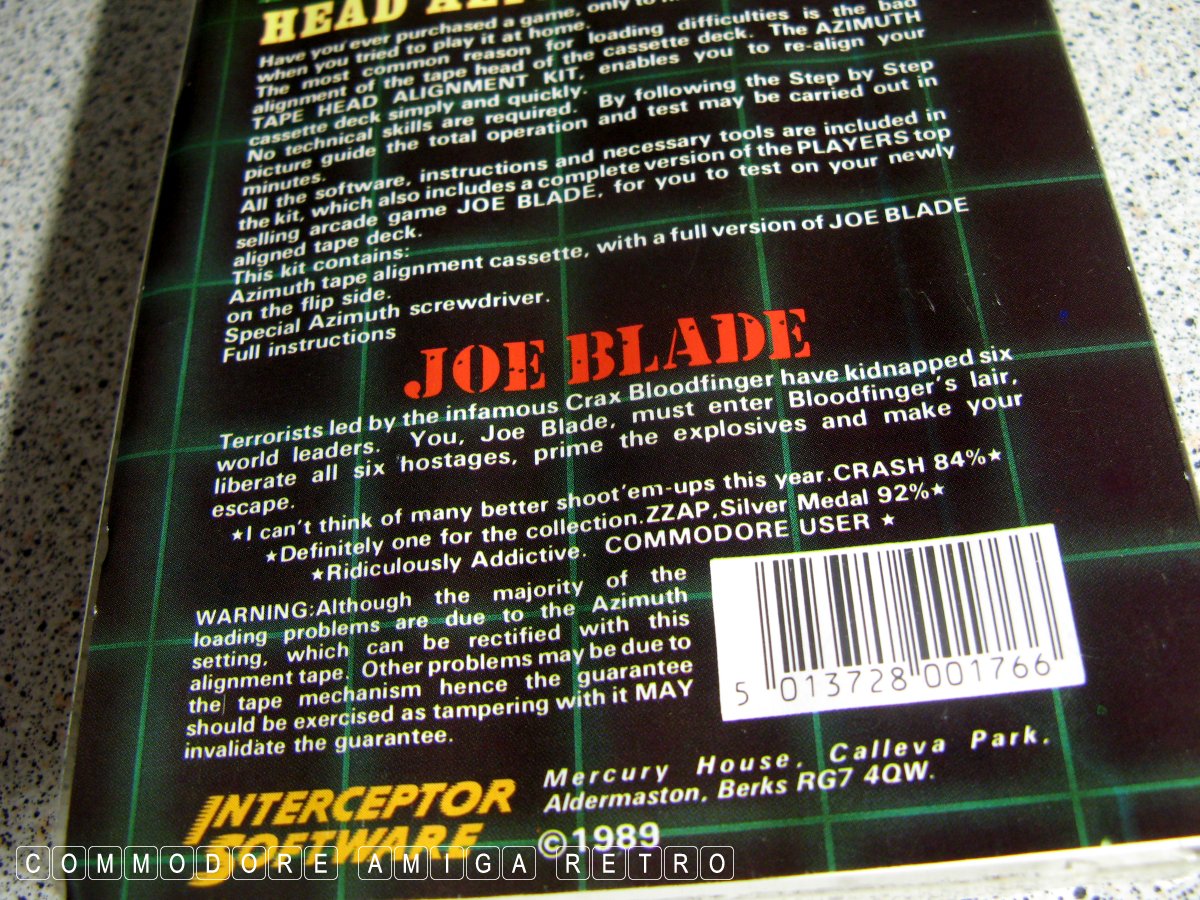 HEAD
Have you ever purchased a game, only to
when you tried to play it at home.
The most common reason for loading difficulties is the bad
alignment of the tape head of the cassette deck. The AZIMUTH
TAPE HEAD ALIGNMENT KIT, enables you to re-align your
cassette deck simply and quickly.
No technical skills are required. By following the Step by Step
picture guide the total operation and test may be carried out in
minutes.
All the software, instructions and necessary tools are included in
the kit, which also includes a complete version of the PLAYERS top
selling arcade game JOE BLADE, for you to test on your newly
aligned tape deck.
This kit contains:
Azimuth tape alignment cassette, with a full version of JOE BLADE
on the flip side.
Special Azimuth screwdriver.
Full instructions
JOE BLADE
Terrorists led by the infamous Crax Bloodfinger have kidnapped six
world leaders. You, Joe Blade, must enter Bloodfinger's lair,
liberate all six hostages, prime the explosives and make your
escape.
★I can't think of many better shoot'em-ups this year.CRASH 84%★
★Definitely one for the collection.ZZAP,Silver Medal 92%★
★Ridiculously Addictive. COMMODORE USER ★
WARNING:Although the majority of the
loading problems are due to the Azimuth
setting, which can be rectified with this
alignment tape. Other problems may be due to
the tape mechanism hence the guarantee
should be exercised as tampering with it MAY
invalidate the guarantee.
5 013728 001766
INTERCEPTOR
SOFTWARE
Mercury House, Calleva Park,
Aldermaston, Berks RG7 4QW.
©1989
COMMODORE AMIGA RETRO